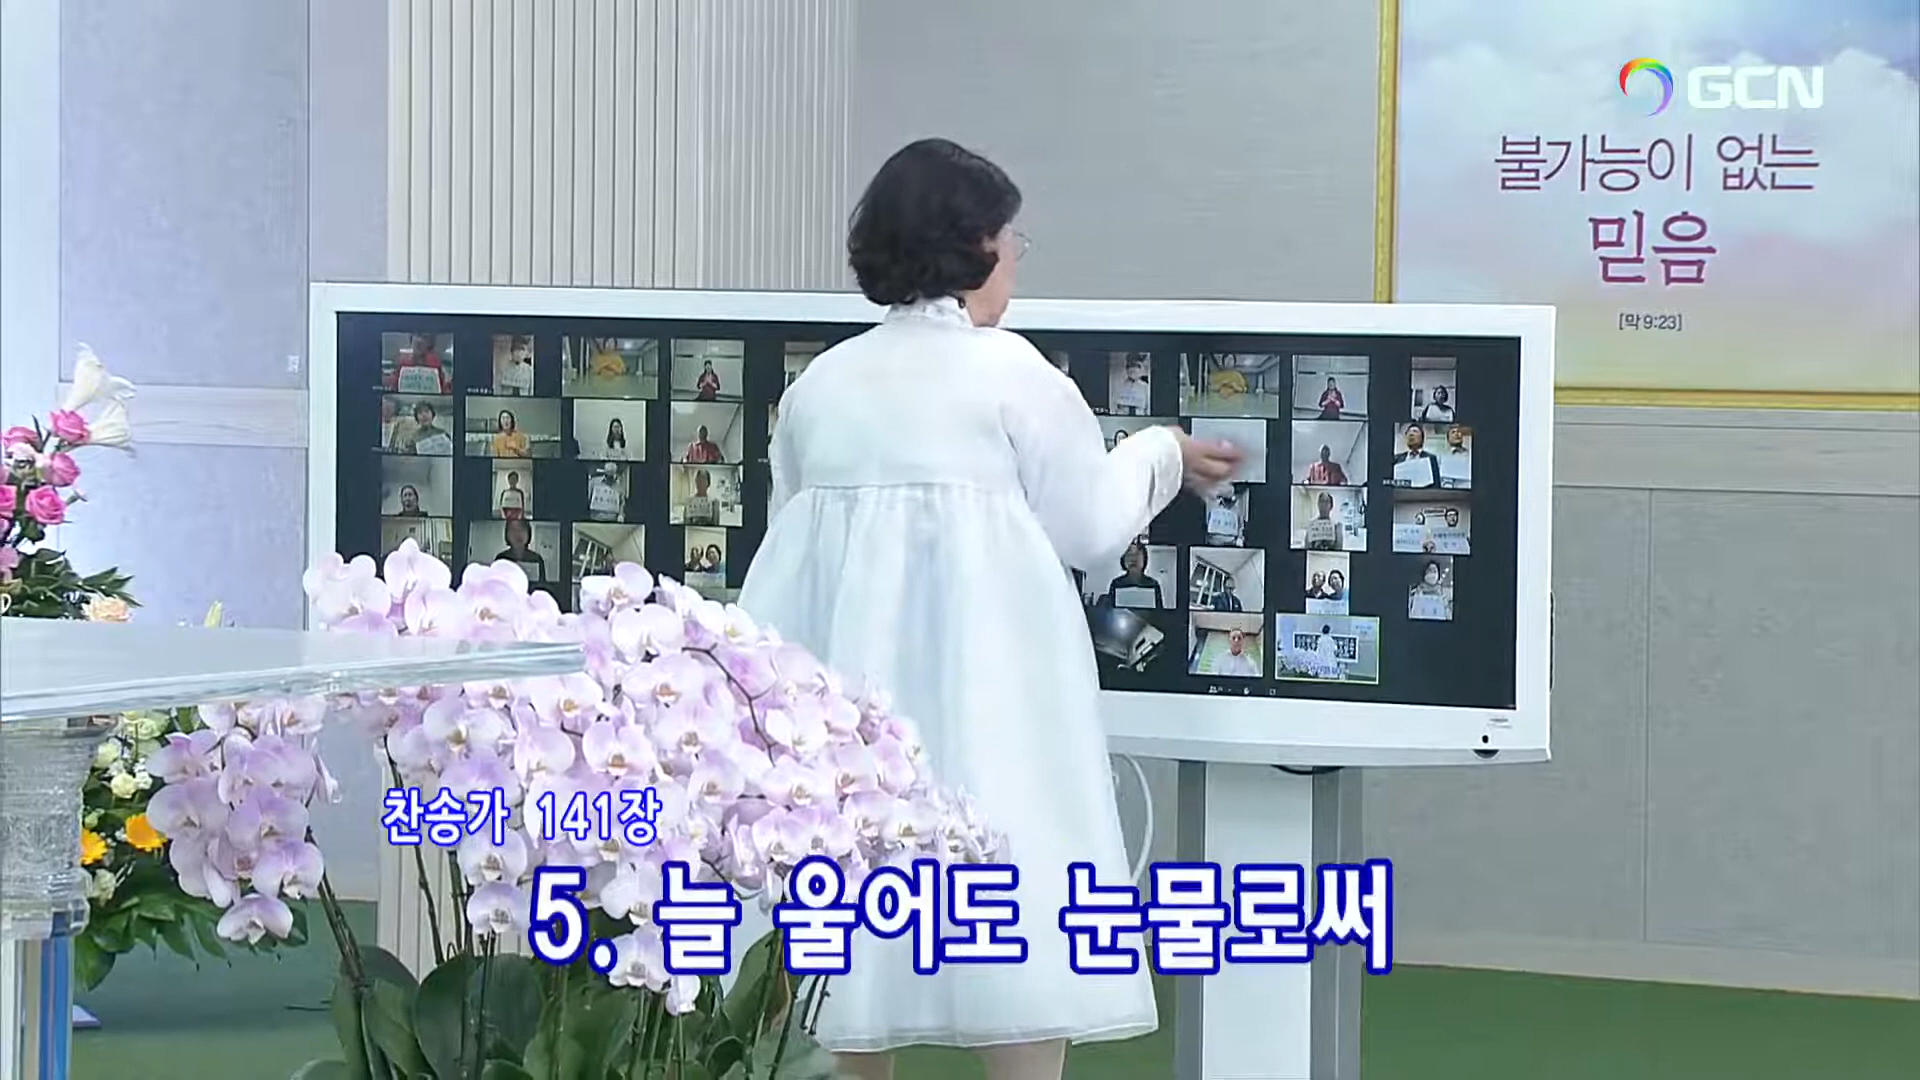 GCN
불가능이 없는
믿음
[막 9:23]
찬송가 141장
5. 늘 울어도 눈물로써